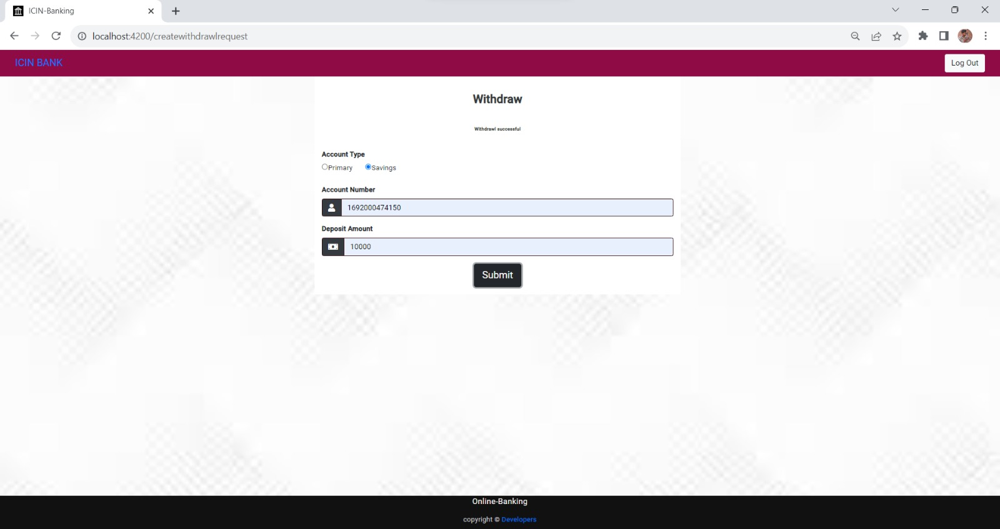 ICIN-Banking
localhost:4200/createwithdrawlrequest
ICIN BANK
Log Out
Withdraw
Withdrawl successful
Account Type
Primary Savings
Account Number
1692000474150
Deposit Amount
10000
Submit
Online-Banking
copyright © Developers